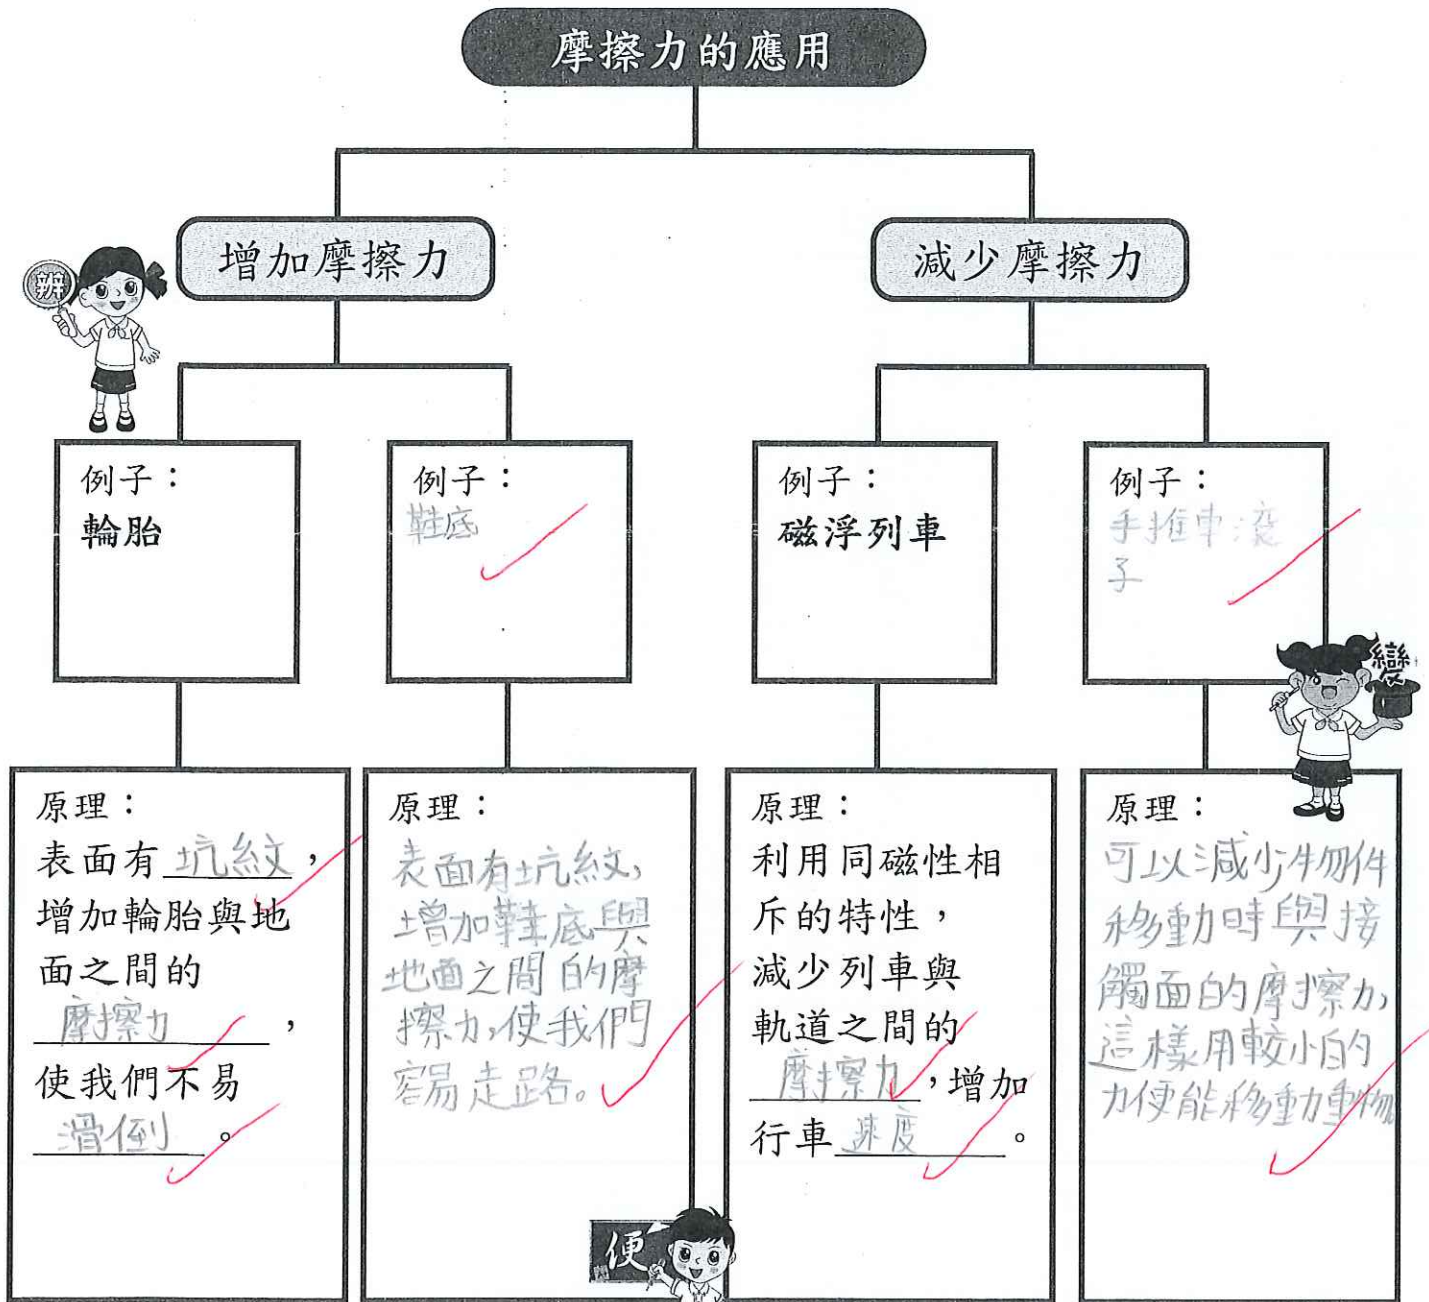 摩擦力的應用
增加摩擦力
減少摩擦力
辨
例子：
輪胎
例子：
鞋底
例子：
磁浮列車
例子：
手推車滾
子
變
原理：
表面有坑紋，
增加輪胎與地
面之間的
摩擦力，
使我們不易
滑倒。
原理：
表面有坑紋，
增加鞋底與
地面之間的摩
擦力，使我們
容易走路。
原理：
利用同磁性相
斥的特性，
減少列車與
軌道之間的
摩擦力，增加
行車速度。
原理：
可以減少物件
移動時與接
觸面的摩擦力，
這樣用較小的
力便能移動重物
便